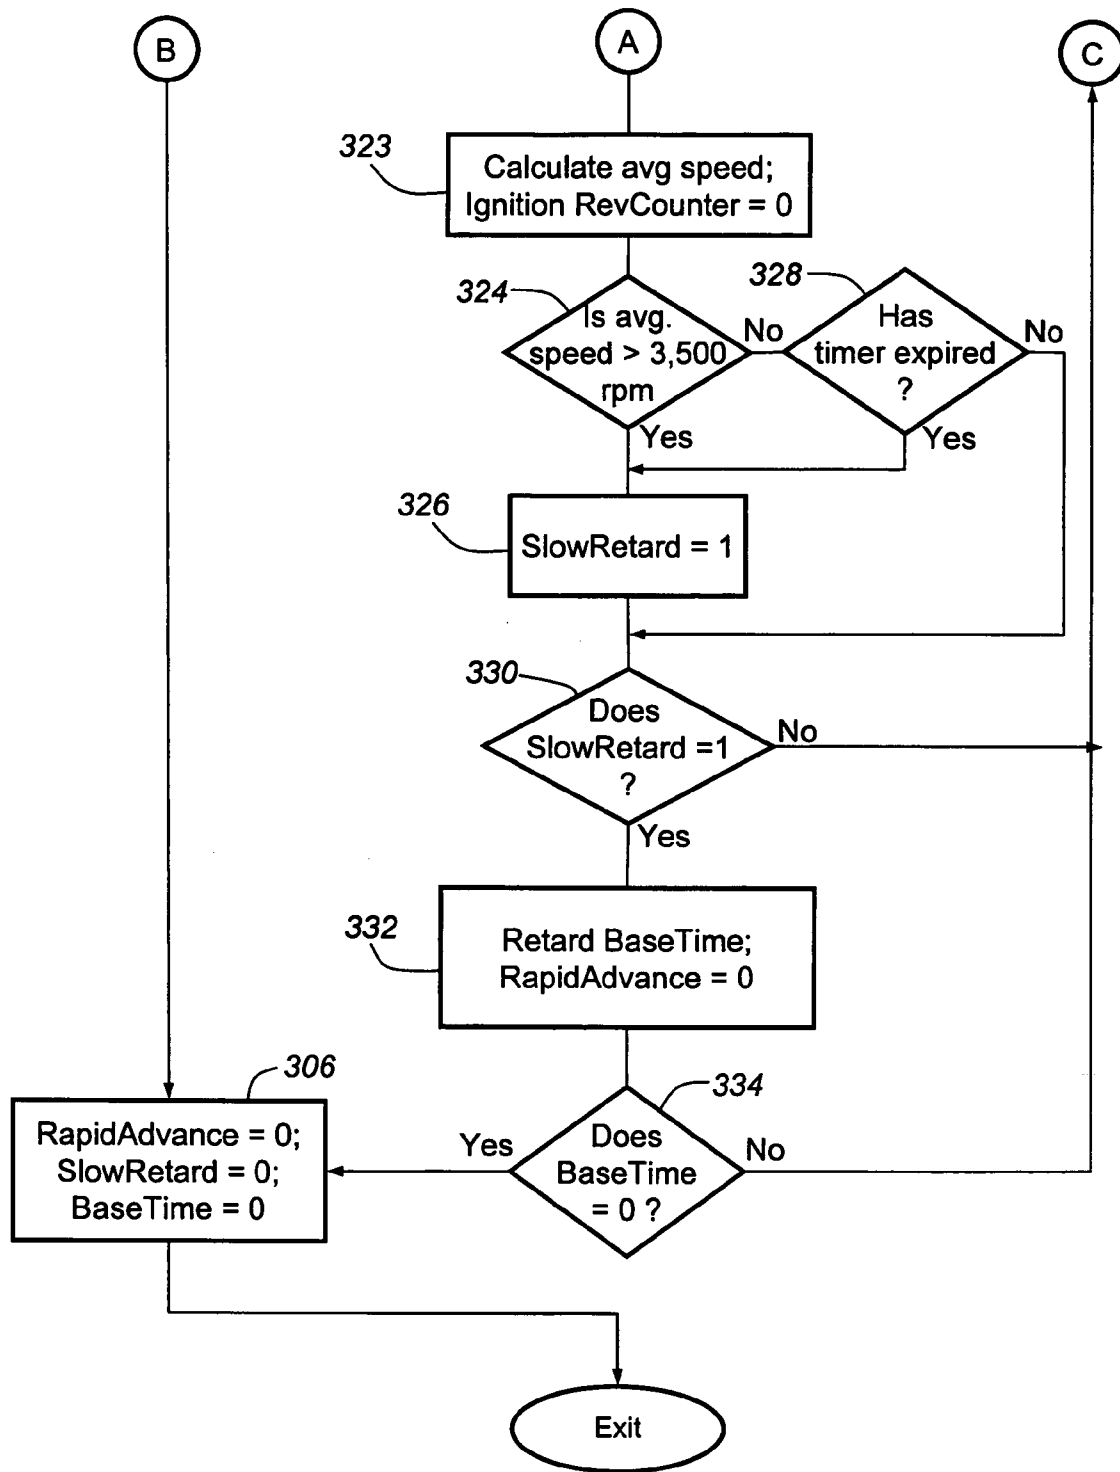 B
A
C
323
Calculate avg speed;
Ignition RevCounter = 0
324
Is avg.
speed > 3,500
rpm
No
Yes
328
Has
timer expired
?
No
Yes
326
SlowRetard = 1
330
Does
SlowRetard =1
?
No
Yes
332
Retard BaseTime;
RapidAdvance = 0
306
RapidAdvance = 0;
SlowRetard = 0;
BaseTime = 0
334
Yes
Does
BaseTime
= 0 ?
No
Exit